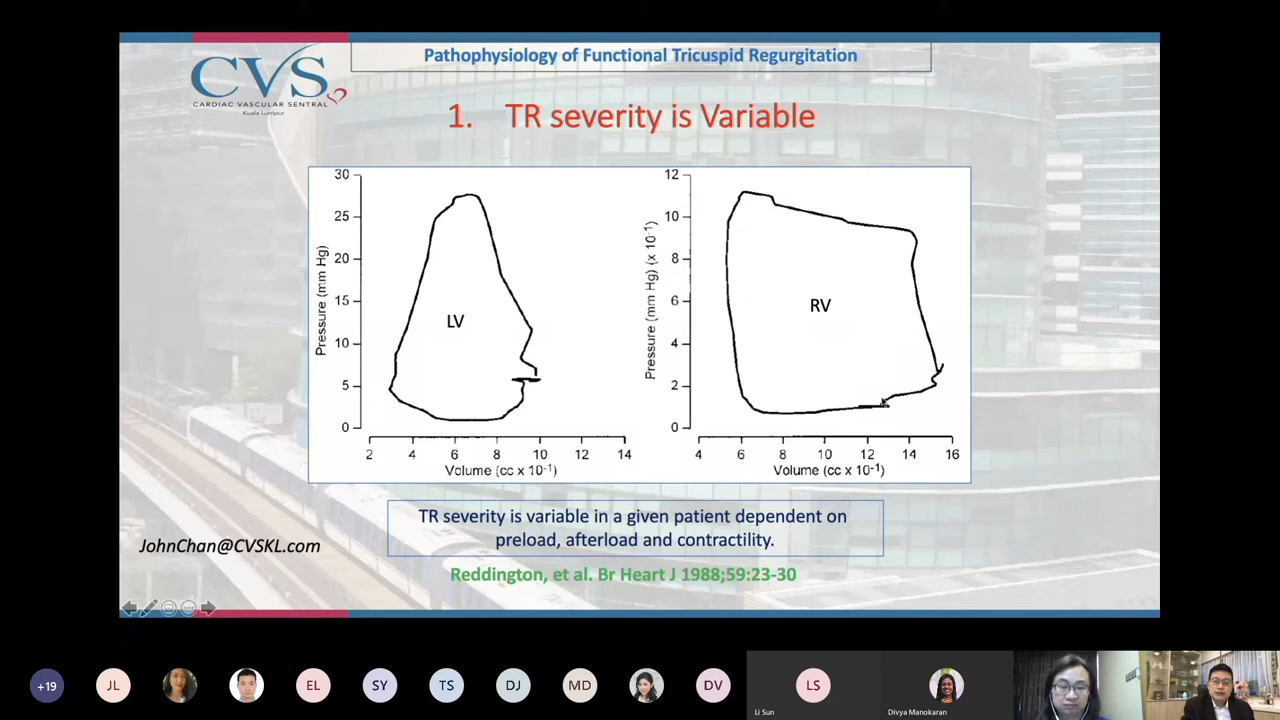 Pathophysiology of Functional Tricuspid Regurgitation
CVS
CARDIAC VASCULAR SENTRAL
Kuala Lumpur
1. TR severity is Variable
30
25
20
15
10
5
0
Pressure (mm Hg)
LV
2 4 6 8 10 12 14
Volume (cc x 10⁻¹)
12
10
8
6
4
2
0
Pressure (mm Hg) (x 10⁻¹)
RV
4 6 8 10 12 14 16
Volume (cc x 10⁻¹)
TR severity is variable in a given patient dependent on
preload, afterload and contractility.
JohnChan@CVSKL.com
Reddington, et al. Br Heart J 1988;59:23-30
+19
JL
EL
SY
TS
DJ
MD
DV
LS
Li Sun
Divya Manokaran